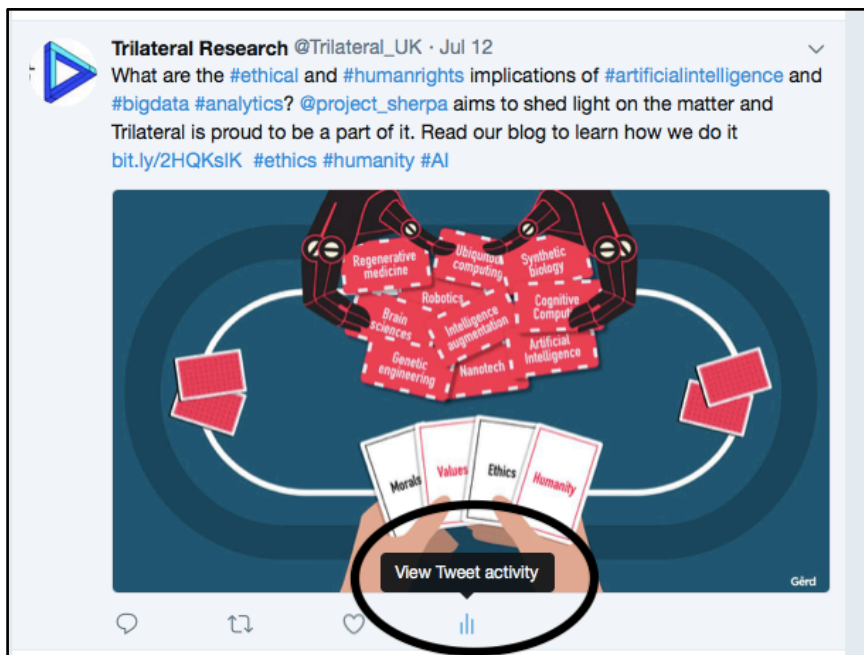 Trilateral Research @Trilateral_UK · Jul 12
What are the #ethical and #humanrights implications of #artificialintelligence and
#bigdata #analytics? @project_sherpa aims to shed light on the matter and
Trilateral is proud to be a part of it. Read our blog to learn how we do it
bit.ly/2HQKslK #ethics #humanity #AI
Regenerative
medicine
Ubiquitous
computing
Synthetic
biology
Robotics
Brain
sciences
Intelligence
augmentation
Cognitive
Genetic
engineering
Nanotech
Artificial
Intelligence
Morals
Values
Ethics
Humanity
View Tweet activity
Gêrd